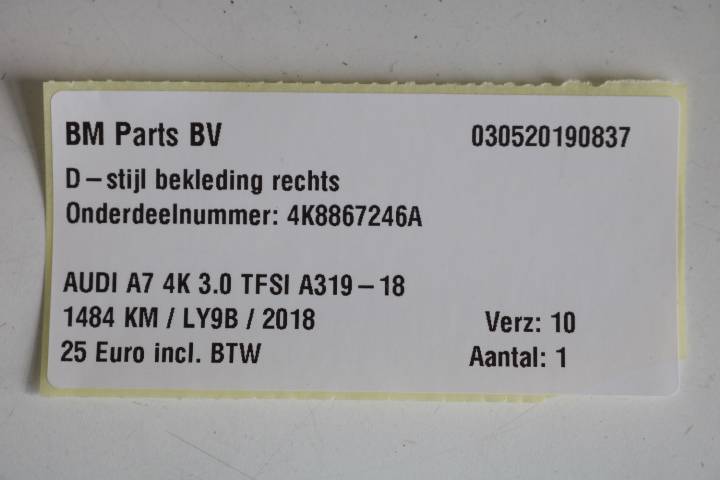 BM Parts BV 030520190837
D-stijl bekleding rechts
Onderdeelnummer: 4K8867246A
AUDI A7 4K 3.0 TFSI A319-18
1484 KM / LY9B / 2018 Verz: 10
25 Euro incl. BTW Aantal: 1